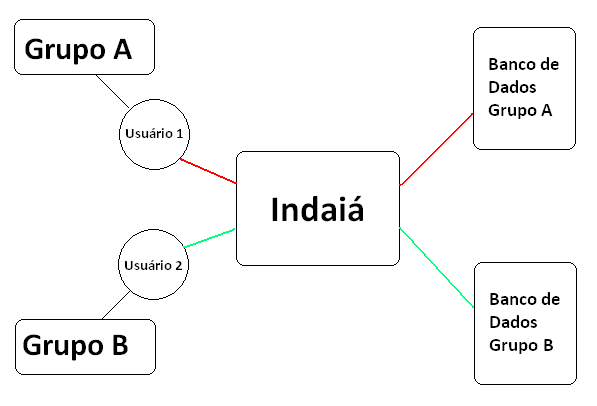 Grupo A
Usuário 1
Indaiá
Usuário 2
Grupo B
Banco de
Dados
Grupo A
Banco de
Dados
Grupo B